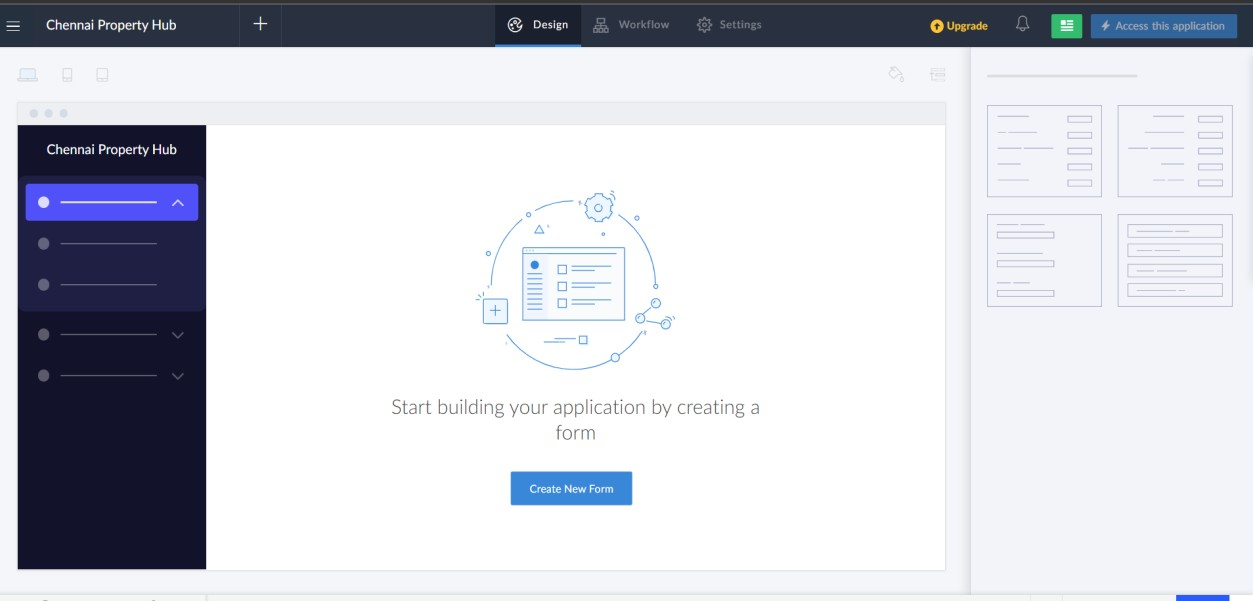 Chennai Property Hub
+
Design
Workflow
Settings
Upgrade
Access this application
Chennai Property Hub
Start building your application by creating a
form
Create New Form